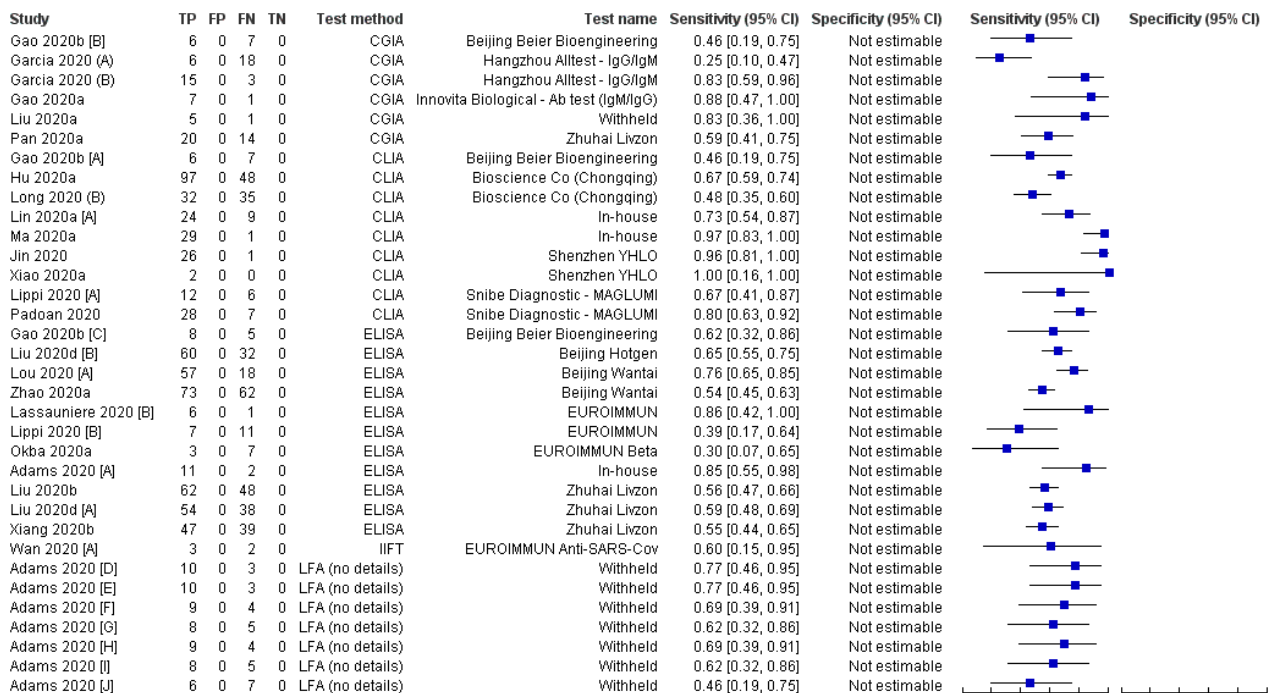 Study TP FP FN TN Test method Test name Sensitivity (95% CI) Specificity (95% CI) Sensitivity (95% CI) Specificity (95% CI)
Gao 2020b [B] 6 0 7 0 CGIA Beijing Beier Bioengineering 0.46 [0.19, 0.75] Not estimable
Garcia 2020 (A) 6 0 18 0 CGIA Hangzhou Alltest - IgG/IgM 0.25 [0.10, 0.47] Not estimable
Garcia 2020 (B) 15 0 3 0 CGIA Hangzhou Alltest - IgG/IgM 0.83 [0.59, 0.96] Not estimable
Gao 2020a 7 0 1 0 CGIA Innovita Biological - Ab test (IgM/IgG) 0.88 [0.47, 1.00] Not estimable
Liu 2020a 5 0 1 0 CGIA Withheld 0.83 [0.36, 1.00] Not estimable
Pan 2020a 20 0 14 0 CGIA Zhuhai Livzon 0.59 [0.41, 0.75] Not estimable
Gao 2020b [A] 6 0 7 0 CLIA Beijing Beier Bioengineering 0.46 [0.19, 0.75] Not estimable
Hu 2020a 97 0 48 0 CLIA Bioscience Co (Chongqing) 0.67 [0.59, 0.74] Not estimable
Long 2020 (B) 32 0 35 0 CLIA Bioscience Co (Chongqing) 0.48 [0.35, 0.60] Not estimable
Lin 2020a [A] 24 0 9 0 CLIA In-house 0.73 [0.54, 0.87] Not estimable
Ma 2020a 29 0 1 0 CLIA In-house 0.97 [0.83, 1.00] Not estimable
Jin 2020 26 0 1 0 CLIA Shenzhen YHLO 0.96 [0.81, 1.00] Not estimable
Xiao 2020a 2 0 0 0 CLIA Shenzhen YHLO 1.00 [0.16, 1.00] Not estimable
Lippi 2020 [A] 12 0 6 0 CLIA Snibe Diagnostic - MAGLUMI 0.67 [0.41, 0.87] Not estimable
Padoan 2020 28 0 7 0 CLIA Snibe Diagnostic - MAGLUMI 0.80 [0.63, 0.92] Not estimable
Gao 2020b [C] 8 0 5 0 ELISA Beijing Beier Bioengineering 0.62 [0.32, 0.86] Not estimable
Liu 2020d [B] 60 0 32 0 ELISA Beijing Hotgen 0.65 [0.55, 0.75] Not estimable
Lou 2020 [A] 57 0 18 0 ELISA Beijing Wantai 0.76 [0.65, 0.85] Not estimable
Zhao 2020a 73 0 62 0 ELISA Beijing Wantai 0.54 [0.45, 0.63] Not estimable
Lassauniere 2020 [B] 6 0 1 0 ELISA EUROIMMUN 0.86 [0.42, 1.00] Not estimable
Lippi 2020 [B] 7 0 11 0 ELISA EUROIMMUN 0.39 [0.17, 0.64] Not estimable
Okba 2020a 3 0 7 0 ELISA EUROIMMUN Beta 0.30 [0.07, 0.65] Not estimable
Adams 2020 [A] 11 0 2 0 ELISA In-house 0.85 [0.55, 0.98] Not estimable
Liu 2020b 62 0 48 0 ELISA Zhuhai Livzon 0.56 [0.47, 0.66] Not estimable
Liu 2020d [A] 54 0 38 0 ELISA Zhuhai Livzon 0.59 [0.48, 0.69] Not estimable
Xiang 2020b 47 0 39 0 ELISA Zhuhai Livzon 0.55 [0.44, 0.65] Not estimable
Wan 2020 [A] 3 0 2 0 IIFT EUROIMMUN Anti-SARS-Cov 0.60 [0.15, 0.95] Not estimable
Adams 2020 [D] 10 0 3 0 LFA (no details) Withheld 0.77 [0.46, 0.95] Not estimable
Adams 2020 [E] 10 0 3 0 LFA (no details) Withheld 0.77 [0.46, 0.95] Not estimable
Adams 2020 [F] 9 0 4 0 LFA (no details) Withheld 0.69 [0.39, 0.91] Not estimable
Adams 2020 [G] 8 0 5 0 LFA (no details) Withheld 0.62 [0.32, 0.86] Not estimable
Adams 2020 [H] 9 0 4 0 LFA (no details) Withheld 0.69 [0.39, 0.91] Not estimable
Adams 2020 [I] 8 0 5 0 LFA (no details) Withheld 0.62 [0.32, 0.86] Not estimable
Adams 2020 [J] 6 0 7 0 LFA (no details) Withheld 0.46 [0.19, 0.75] Not estimable